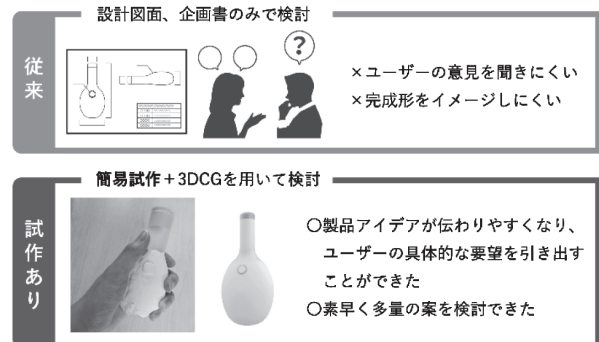 設計図面、企画書のみで検討
従来
?
×ユーザーの意見を聞きにくい
×完成形をイメージしにくい
簡易試作+3DCGを用いて検討
試作あり
〇製品アイデアが伝わりやすくなり、
ユーザーの具体的な要望を引き出す
ことができた
〇素早く多量の案を検討できた